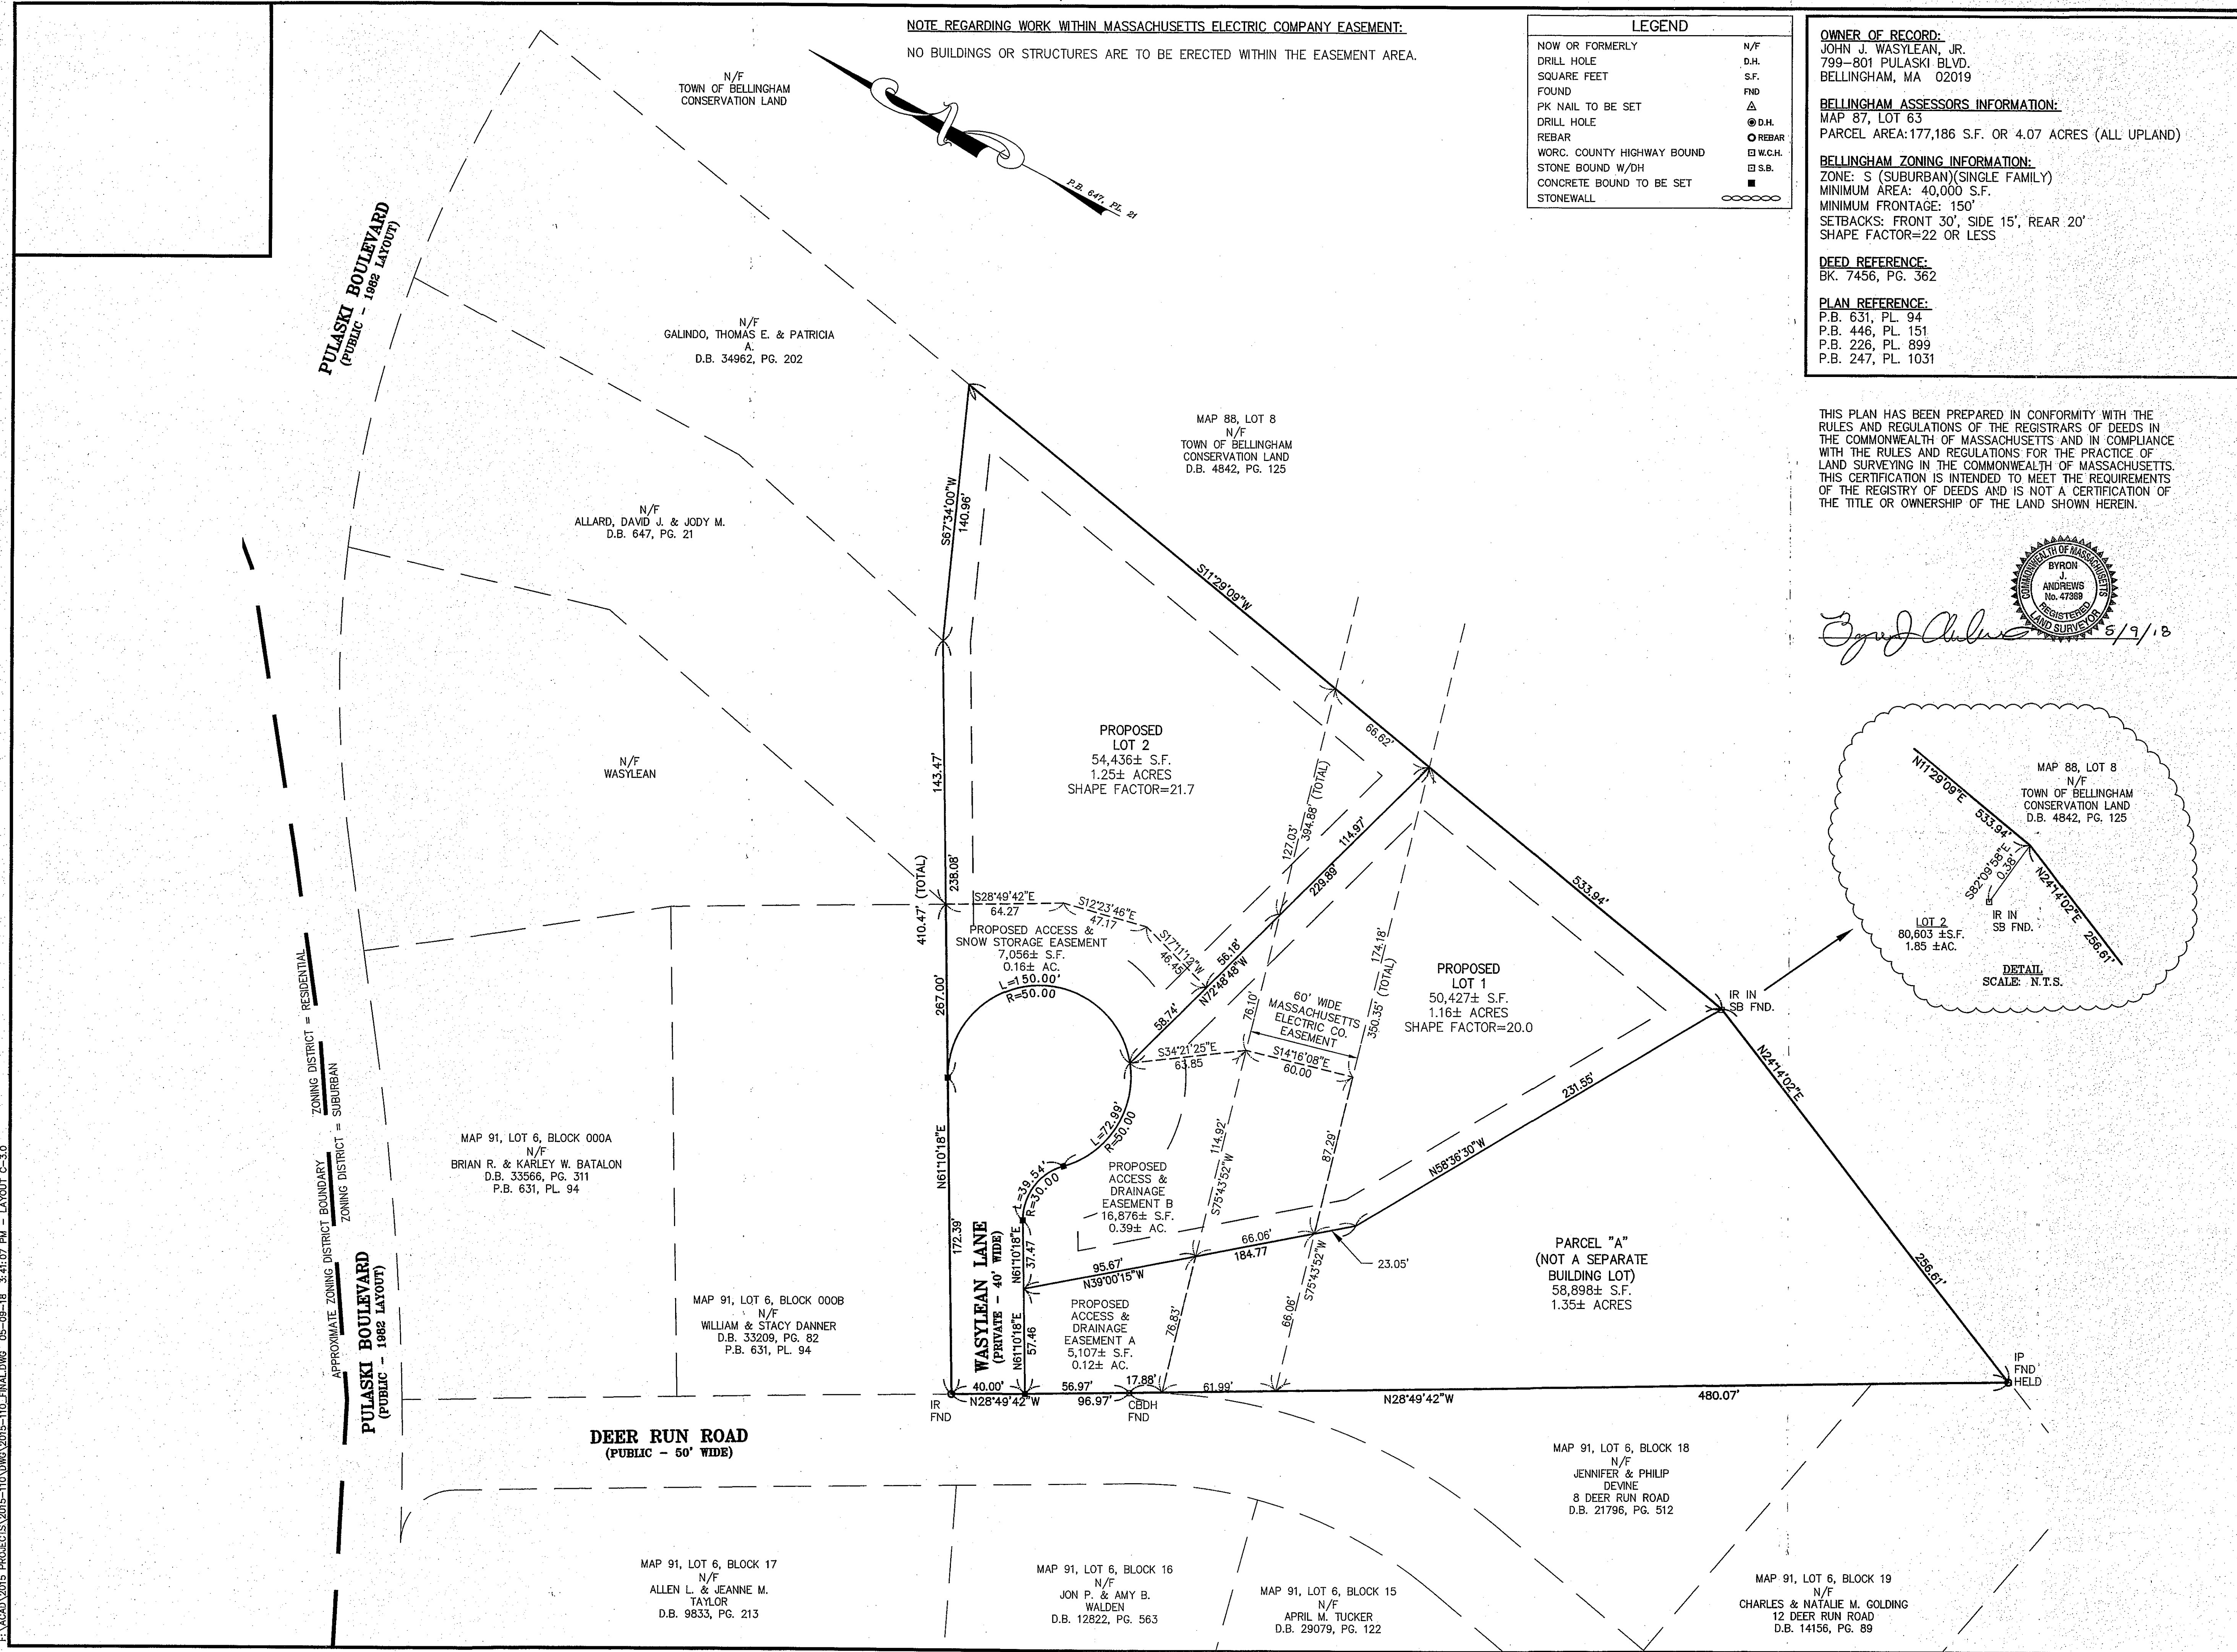 NOTE REGARDING WORK WITHIN MASSACHUSETTS ELECTRIC COMPANY EASEMENT:
NO BUILDINGS OR STRUCTURES ARE TO BE ERECTED WITHIN THE EASEMENT AREA.
LEGEND
NOW OR FORMERLY N/F
DRILL HOLE D.H.
SQUARE FEET S.F.
FOUND FND
PK NAIL TO BE SET
DRILL HOLE D.H.
REBAR REBAR
WORC. COUNTY HIGHWAY BOUND W.C.H.
STONE BOUND W/DH S.B.
CONCRETE BOUND TO BE SET
STONEWALL
OWNER OF RECORD:
JOHN J. WASYLEAN, JR.
799-801 PULASKI BLVD.
BELLINGHAM, MA 02019
BELLINGHAM ASSESSORS INFORMATION:
MAP 87, LOT 63
PARCEL AREA:177,186 S.F. OR 4.07 ACRES (ALL UPLAND)
BELLINGHAM ZONING INFORMATION:
ZONE: S (SUBURBAN)(SINGLE FAMILY)
MINIMUM AREA: 40,000 S.F.
MINIMUM FRONTAGE: 150'
SETBACKS: FRONT 30', SIDE 15', REAR 20'
SHAPE FACTOR=22 OR LESS
DEED REFERENCE:
BK. 7456, PG. 362
PLAN REFERENCE:
P.B. 631, PL. 94
P.B. 446, PL. 151
P.B. 226, PL. 899
P.B. 247, PL. 1031
THIS PLAN HAS BEEN PREPARED IN CONFORMITY WITH THE
RULES AND REGULATIONS OF THE REGISTRARS OF DEEDS IN
THE COMMONWEALTH OF MASSACHUSETTS AND IN COMPLIANCE
WITH THE RULES AND REGULATIONS FOR THE PRACTICE OF
LAND SURVEYING IN THE COMMONWEALTH OF MASSACHUSETTS.
THIS CERTIFICATION IS INTENDED TO MEET THE REQUIREMENTS
OF THE REGISTRY OF DEEDS AND IS NOT A CERTIFICATION OF
THE TITLE OR OWNERSHIP OF THE LAND SHOWN HEREIN.
COMMONWEALTH OF MASSACHUSETTS
BYRON
J.
ANDREWS
No. 47369
REGISTERED
LAND SURVEYOR
5/9/18
N11°29'09"E
533.94'
MAP 88, LOT 8
N/F
TOWN OF BELLINGHAM
CONSERVATION LAND
D.B. 4842, PG. 125
S82°09'58"E
0.38'
N24°14'02"E
256.61'
IR IN
SB FND.
LOT 2
80,603 ±S.F.
1.85 ±AC.
DETAIL
SCALE: N.T.S.
P.B. 647, PL. 21
N/F
TOWN OF BELLINGHAM
CONSERVATION LAND
PULASKI BOULEVARD
(PUBLIC - 1982 LAYOUT)
N/F
GALINDO, THOMAS E. & PATRICIA
A.
D.B. 34962, PG. 202
MAP 88, LOT 8
N/F
TOWN OF BELLINGHAM
CONSERVATION LAND
D.B. 4842, PG. 125
N/F
ALLARD, DAVID J. & JODY M.
D.B. 647, PG. 21
S67°34'00"W
140.96'
S11°29'09"W
66.62'
533.94'
N/F
WASYLEAN
PROPOSED
LOT 2
54,436± S.F.
1.25± ACRES
SHAPE FACTOR=21.7
143.47'
238.08'
410.47' (TOTAL)
267.00'
127.03'
394.88' (TOTAL)
114.97'
229.89'
S28°49'42"E
64.27
S12°23'46"E
47.17
S17°11'12"W
46.45
56.18'
N72°48'48"W
58.74'
PROPOSED ACCESS &
SNOW STORAGE EASEMENT
7,056± S.F.
0.16± AC.
L=150.00'
R=50.00
174.18'
350.35' (TOTAL)
76.10'
60' WIDE
MASSACHUSETTS
ELECTRIC CO.
EASEMENT
PROPOSED
LOT 1
50,427± S.F.
1.16± ACRES
SHAPE FACTOR=20.0
IR IN
SB FND.
S34°21'25"E
63.85
S14°16'08"E
60.00
231.55'
N58°36'30"W
N24°14'02"E
256.61'
L=72.99'
R=50.00
L=39.54'
R=30.00
114.92'
S75°43'52"W
87.29'
PROPOSED
ACCESS &
DRAINAGE
EASEMENT B
16,876± S.F.
0.39± AC.
N61°10'18"E
172.39'
N61°10'18"E
37.47
WASYLEAN LANE
(PRIVATE - 40' WIDE)
66.06'
184.77
95.67'
N39°00'15"W
23.05'
S75°43'52"W
66.06'
76.83'
N61°10'18"E
57.46
PROPOSED
ACCESS &
DRAINAGE
EASEMENT A
5,107± S.F.
0.12± AC.
PARCEL "A"
(NOT A SEPARATE
BUILDING LOT)
58,898± S.F.
1.35± ACRES
IP
FND
HELD
MAP 91, LOT 6, BLOCK 000A
N/F
BRIAN R. & KARLEY W. BATALON
D.B. 33566, PG. 311
P.B. 631, PL. 94
MAP 91, LOT 6, BLOCK 000B
N/F
WILLIAM & STACY DANNER
D.B. 33209, PG. 82
P.B. 631, PL. 94
APPROXIMATE ZONING DISTRICT BOUNDARY
ZONING DISTRICT = RESIDENTIAL
ZONING DISTRICT = SUBURBAN
PULASKI BOULEVARD
(PUBLIC - 1982 LAYOUT)
40.00'
N28°49'42"W
56.97'
96.97'
17.88'
61.99'
N28°49'42"W
480.07'
IR
FND
CBDH
FND
DEER RUN ROAD
(PUBLIC - 50' WIDE)
MAP 91, LOT 6, BLOCK 18
N/F
JENNIFER & PHILIP
DEVINE
8 DEER RUN ROAD
D.B. 21796, PG. 512
MAP 91, LOT 6, BLOCK 17
N/F
ALLEN L. & JEANNE M.
TAYLOR
D.B. 9833, PG. 213
MAP 91, LOT 6, BLOCK 16
N/F
JON P. & AMY B.
WALDEN
D.B. 12822, PG. 563
MAP 91, LOT 6, BLOCK 15
N/F
APRIL M. TUCKER
D.B. 29079, PG. 122
MAP 91, LOT 6, BLOCK 19
N/F
CHARLES & NATALIE M. GOLDING
12 DEER RUN ROAD
D.B. 14156, PG. 89
F:\ACAD\2015 PROJECTS\2015-110\DWG\2015-110_FINAL.DWG 05-09-18 3:41:07 PM - LAYOUT C-3.0